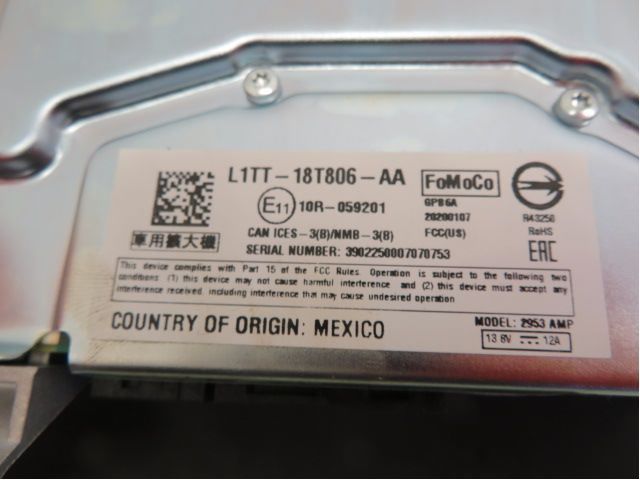 L1TT-18T806-AA
FoMoCo
E11 10R-059201
GPB6A
20200107
R43256
CAN ICES-3(B)/NMB-3(B)
FCC(US)
RoHS
車用擴大機
SERIAL NUMBER: 3902250007070753
EAC
This device complies with Part 15 of the FCC Rules. Operation is subject to the following two
conditions: (1) this device may not cause harmful interference and (2) this device must accept any
interference received, including interference that may cause undesired operation
COUNTRY OF ORIGIN: MEXICO
MODEL: 2953 AMP
13.6V 12A